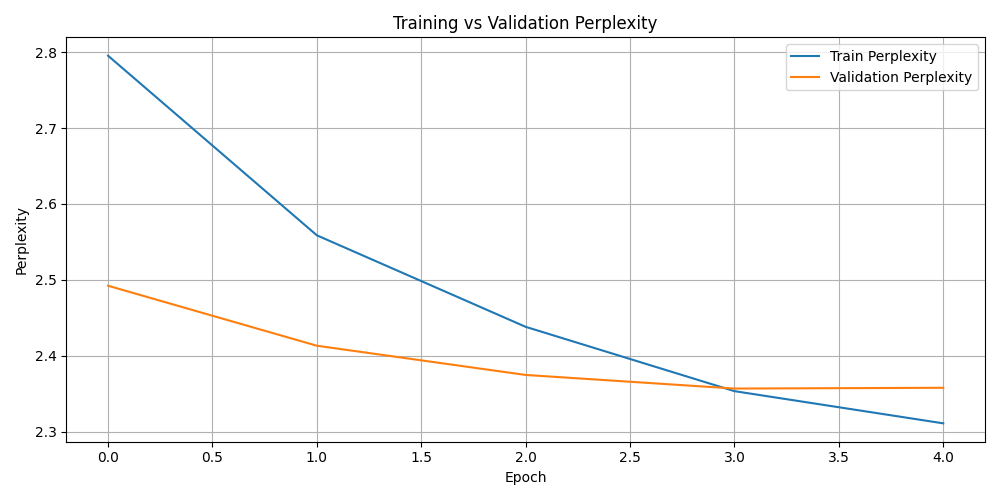 Training vs Validation Perplexity
Train Perplexity
Validation Perplexity
2.8
2.7
2.6
2.5
2.4
2.3
Perplexity
0.0 0.5 1.0 1.5 2.0 2.5 3.0 3.5 4.0
Epoch